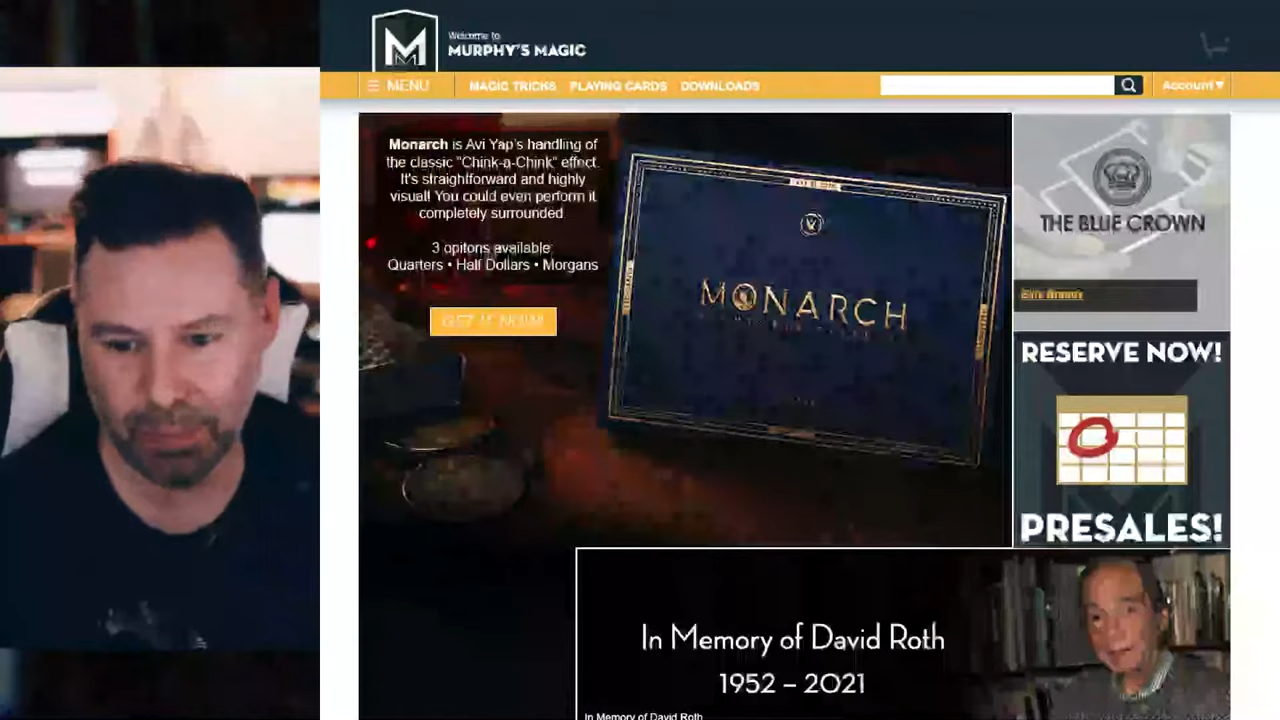 Welcome to
MURPHY'S MAGIC
MENU
MAGIC TRICKS PLAYING CARDS DOWNLOADS
Account ▾
Monarch is Avi Yap's handling of
the classic "Chink-a-Chink" effect.
It's straightforward and highly
visual! You could even perform it
completely surrounded
3 opitons available:
Quarters • Half Dollars • Morgans
GET IT NOW!
MONARCH
THE BLUE CROWN
RESERVE NOW!
PRESALES!
In Memory of David Roth
1952 – 2021
In Memory of David Roth